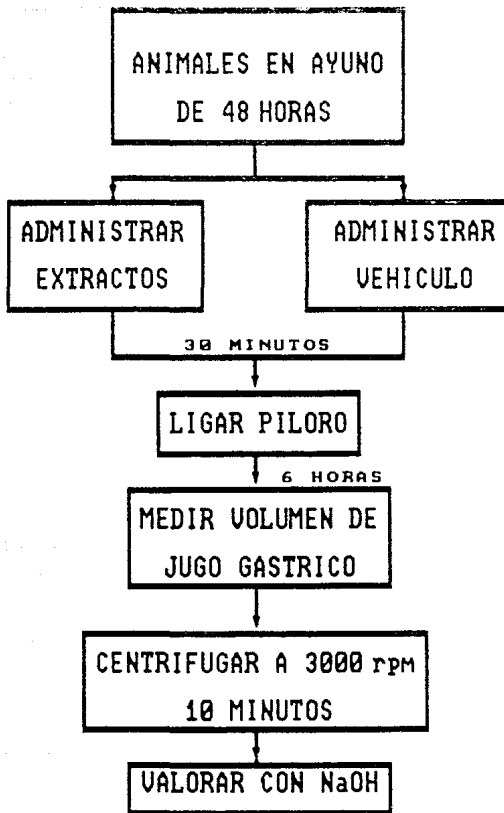 ANIMALES EN AYUNO
DE 48 HORAS
ADMINISTRAR
EXTRACTOS
ADMINISTRAR
VEHICULO
30 MINUTOS
LIGAR PILORO
6 HORAS
MEDIR VOLUMEN DE
JUGO GASTRICO
CENTRIFUGAR A 3000 rpm
10 MINUTOS
VALORAR CON NaOH